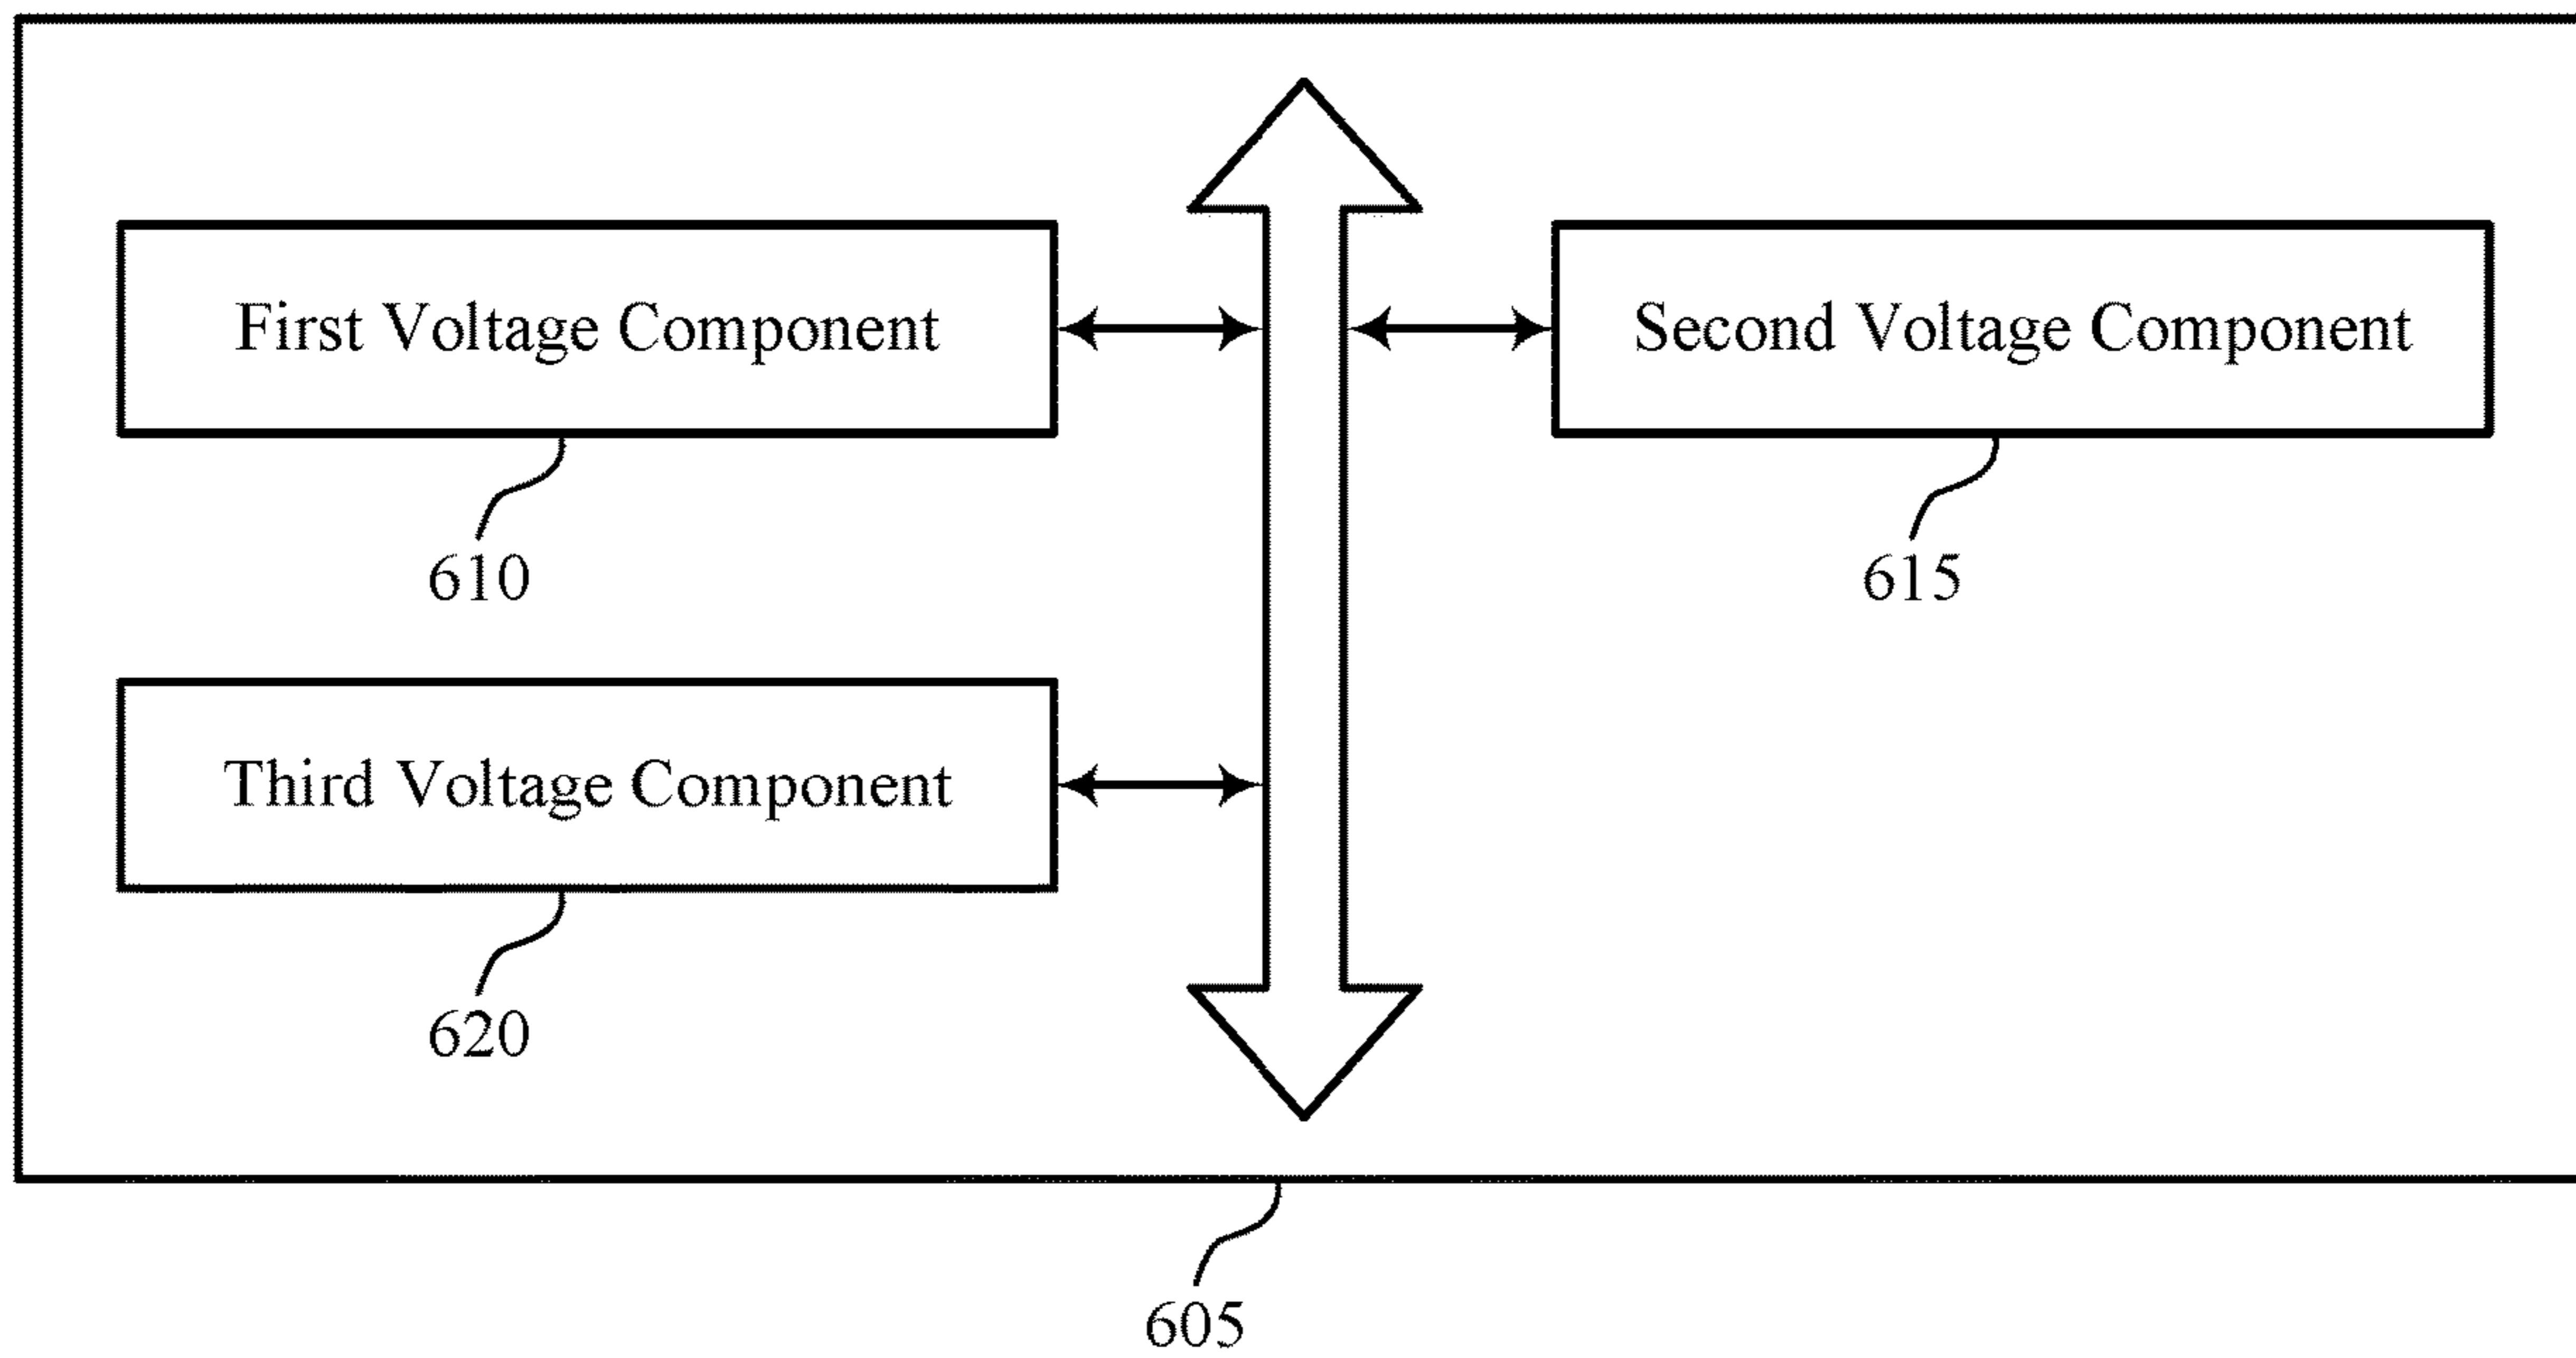 First Voltage Component
Second Voltage Component
610
615
Third Voltage Component
620
605